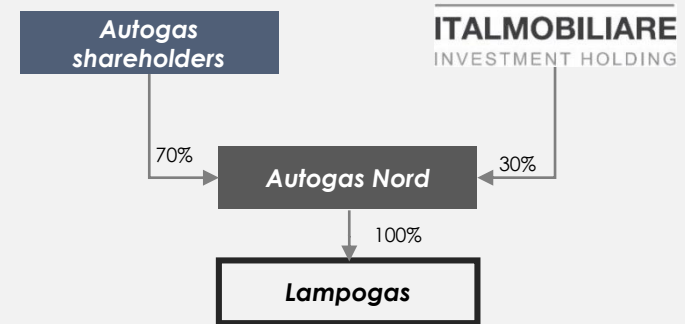 Autogas
shareholders
ITALMOBILIARE
INVESTMENT HOLDING
70%
30%
Autogas Nord
100%
Lampogas